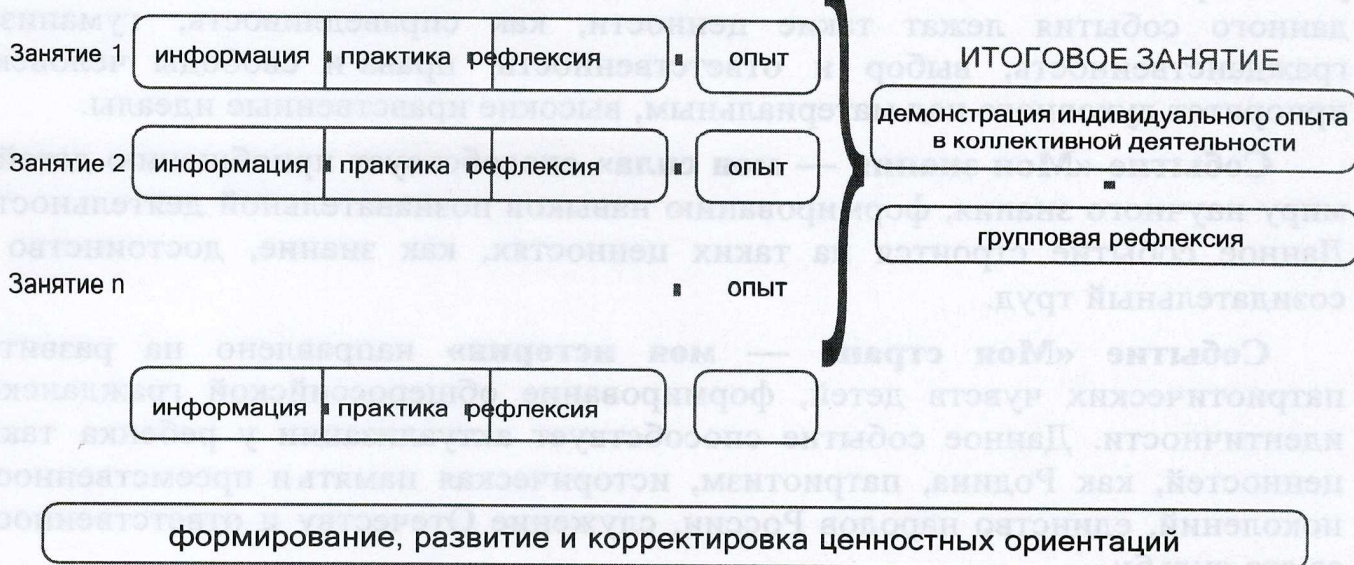 Занятие 1 информация практика рефлексия опыт
Занятие 2 информация практика рефлексия опыт
Занятие n опыт
информация практика рефлексия
ИТОГОВОЕ ЗАНЯТИЕ
демонстрация индивидуального опыта
в коллективной деятельности
групповая рефлексия
формирование, развитие и корректировка ценностных ориентаций